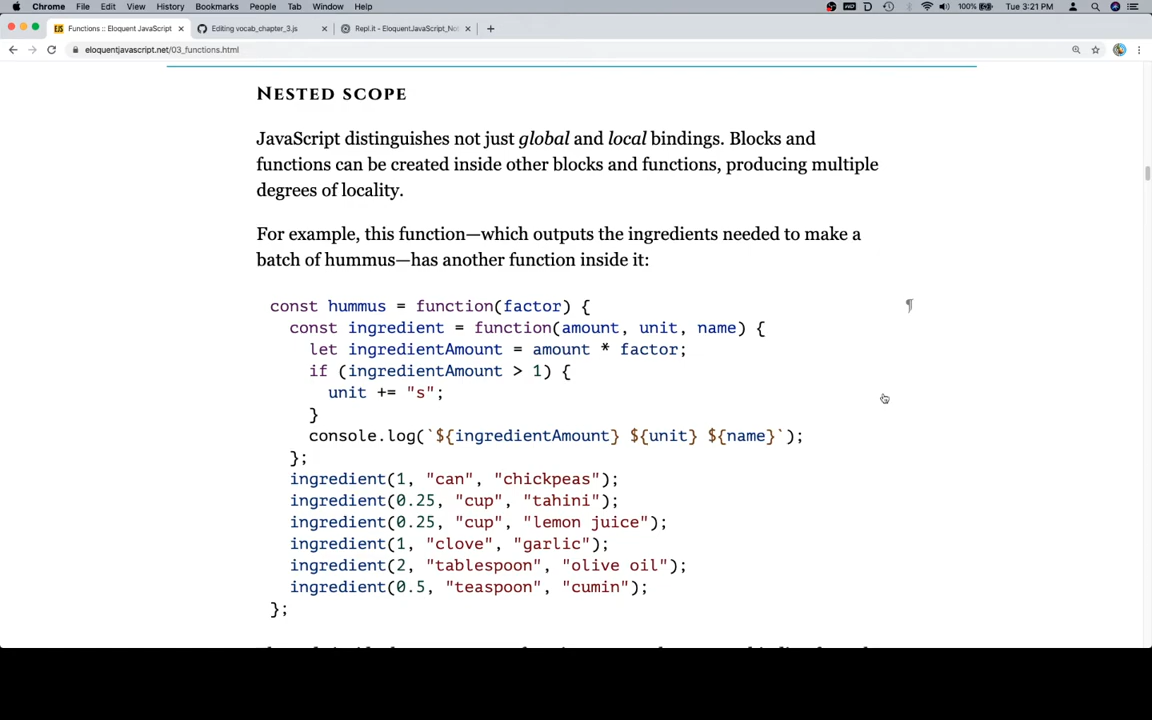 Chrome File Edit View History Bookmarks People Tab Window Help 100% Tue 3:21 PM
Functions :: Eloquent JavaScript
Editing vocab_chapter_3.js
Repl.it - EloquentJavaScript_No
eloquentjavascript.net/03_functions.html
NESTED SCOPE
JavaScript distinguishes not just global and local bindings. Blocks and
functions can be created inside other blocks and functions, producing multiple
degrees of locality.
For example, this function—which outputs the ingredients needed to make a
batch of hummus—has another function inside it:
const hummus = function(factor) {
¶
const ingredient = function(amount, unit, name) {
let ingredientAmount = amount * factor;
if (ingredientAmount > 1) {
unit += "s";
}
console.log(`${ingredientAmount} ${unit} ${name}`);
};
ingredient(1, "can", "chickpeas");
ingredient(0.25, "cup", "tahini");
ingredient(0.25, "cup", "lemon juice");
ingredient(1, "clove", "garlic");
ingredient(2, "tablespoon", "olive oil");
ingredient(0.5, "teaspoon", "cumin");
};